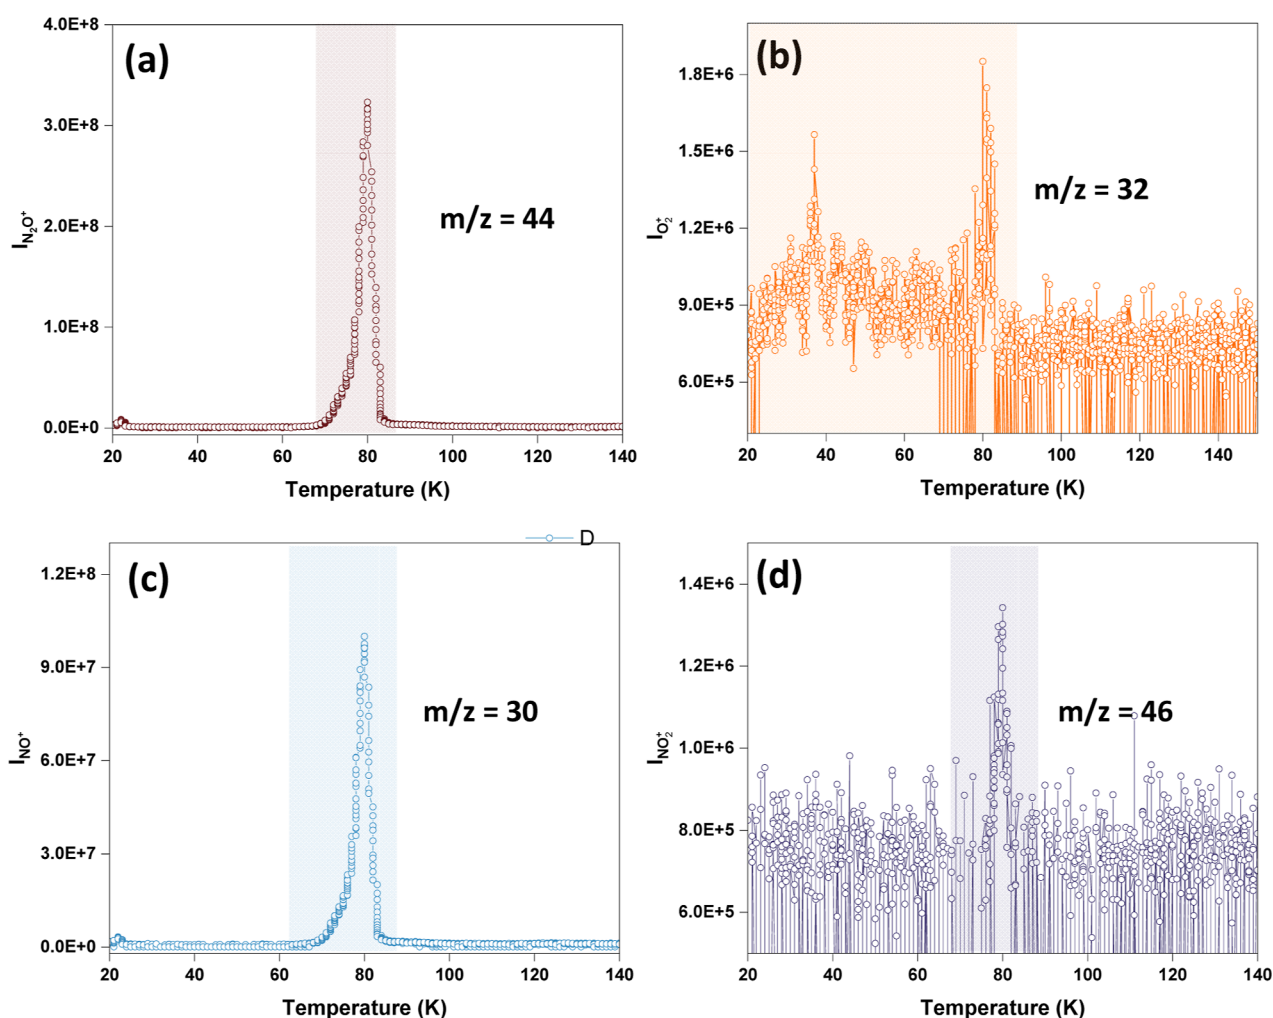 (a)
4.0E+8
3.0E+8
2.0E+8
1.0E+8
0.0E+0
I_N₂O⁺
m/z = 44
20 40 60 80 100 120 140
Temperature (K)
(b)
1.8E+6
1.5E+6
1.2E+6
9.0E+5
6.0E+5
I_O₂⁺
m/z = 32
20 40 60 80 100 120 140
Temperature (K)
(c)
D
1.2E+8
9.0E+7
6.0E+7
3.0E+7
0.0E+0
I_NO⁺
m/z = 30
20 40 60 80 100 120 140
Temperature (K)
(d)
1.4E+6
1.2E+6
1.0E+6
8.0E+5
6.0E+5
I_NO₂⁺
m/z = 46
20 40 60 80 100 120 140
Temperature (K)